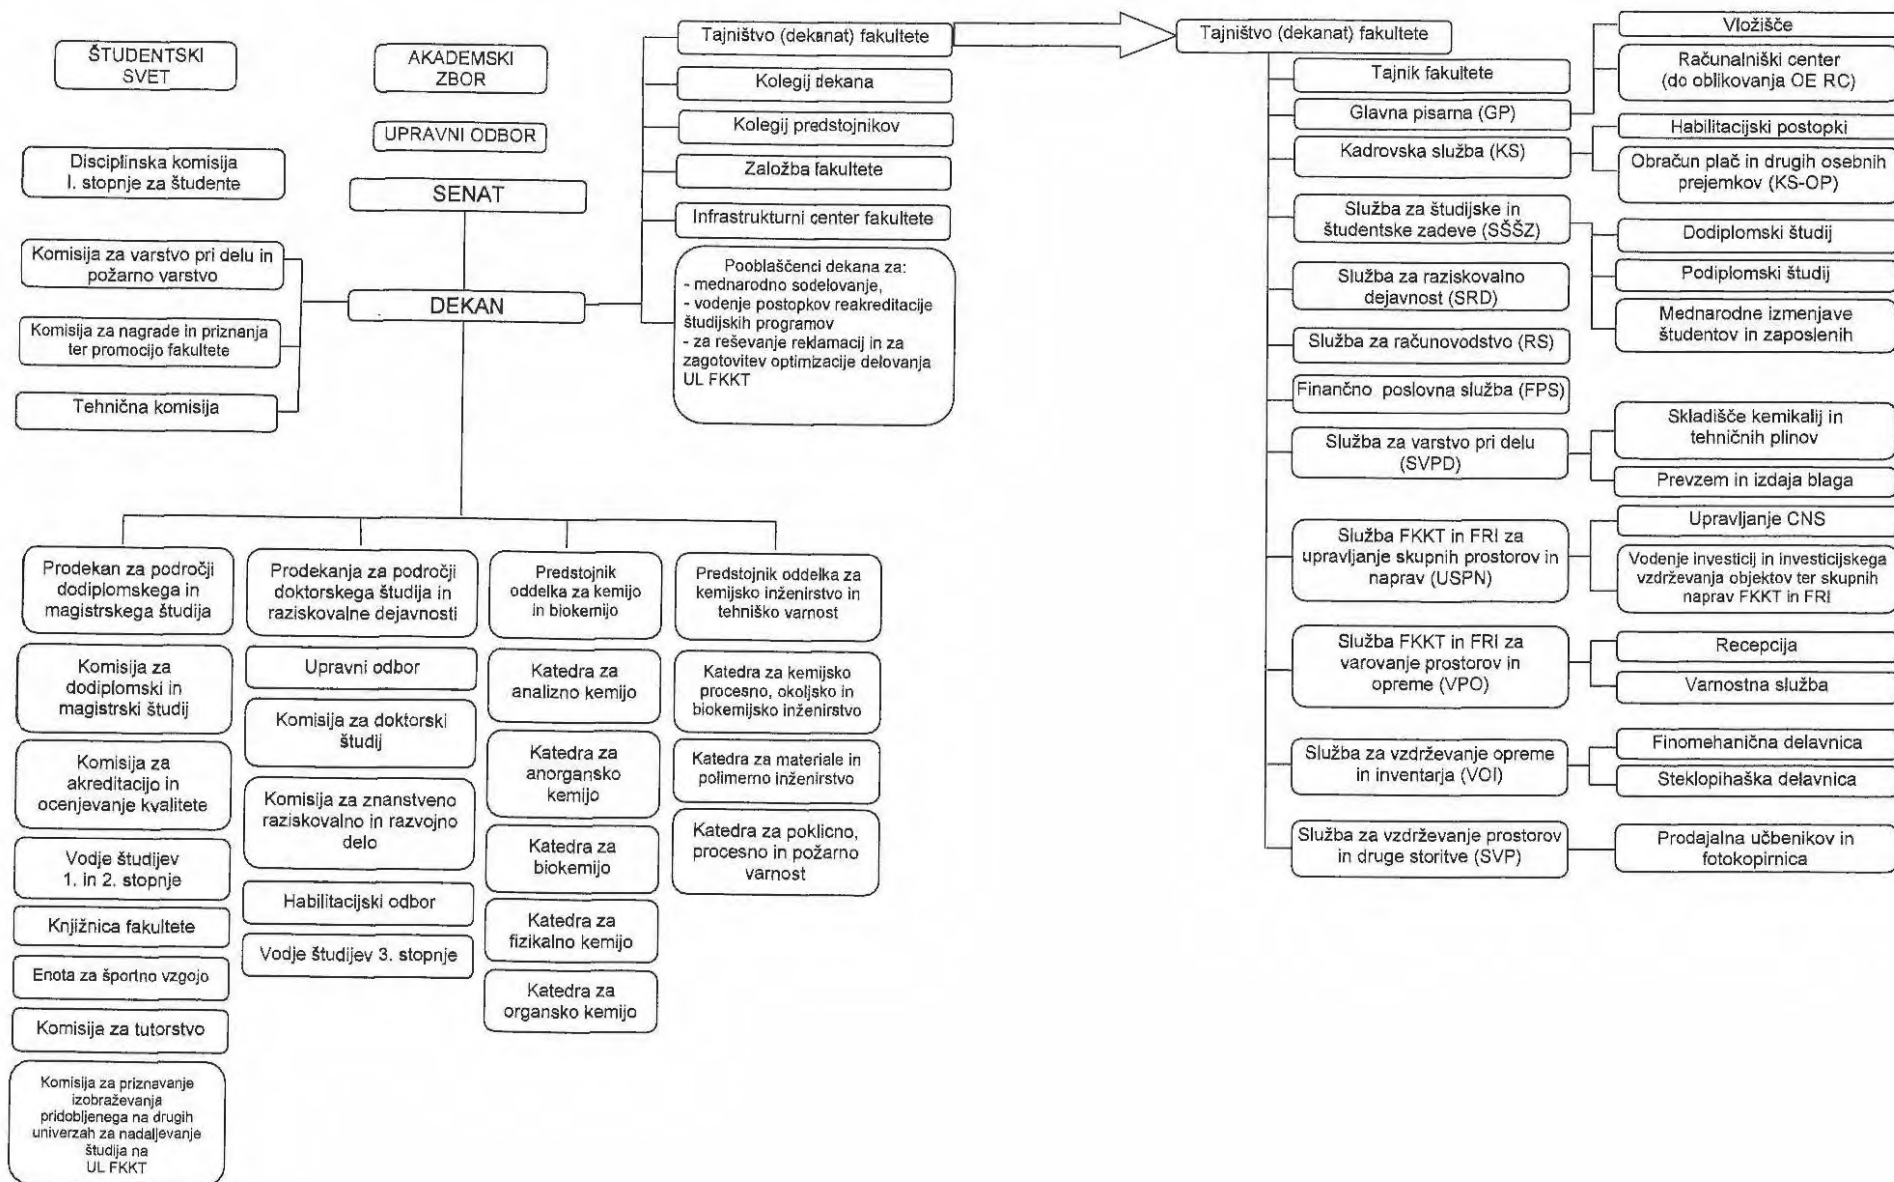 ŠTUDENTSKI
SVET
AKADEMSKI
ZBOR
UPRAVNI ODBOR
Disciplinska komisija
I. stopnje za študente
SENAT
Komisija za varstvo pri delu in
požarno varstvo
DEKAN
Komisija za nagrade in priznanja
ter promocijo fakultete
Tehnična komisija
Tajništvo (dekanat) fakultete
Kolegij dekana
Kolegij predstojnikov
Založba fakultete
Infrastrukturni center fakultete
Pooblaščenci dekana za:
- mednarodno sodelovanje,
- vodenje postopkov reakreditacije
študijskih programov
- za reševanje reklamacij in za
zagotovitev optimizacije delovanja
UL FKKT
Prodekan za področji
dodiplomskega in
magistrskega študija
Komisija za
dodiplomski in
magistrski študij
Komisija za
akreditacijo in
ocenjevanje kvalitete
Vodje študijev
1. in 2. stopnje
Knjižnica fakultete
Enota za športno vzgojo
Komisija za tutorstvo
Komisija za priznavanje
izobraževanja
pridobljenega na drugih
univerzah za nadaljevanje
študija na
UL FKKT
Prodekanja za področji
doktorskega študija in
raziskovalne dejavnosti
Upravni odbor
Komisija za doktorski
študij
Komisija za znanstveno
raziskovalno in razvojno
delo
Habilitacijski odbor
Vodje študijev 3. stopnje
Predstojnik
oddelka za kemijo
in biokemijo
Katedra za
analizno kemijo
Katedra za
anorgansko
kemijo
Katedra za
biokemijo
Katedra za
fizikalno kemijo
Katedra za
organsko kemijo
Predstojnik oddelka za
kemijsko inženirstvo in
tehniško varnost
Katedra za kemijsko
procesno, okoljsko in
biokemijsko inženirstvo
Katedra za materiale in
polimerno inženirstvo
Katedra za poklicno,
procesno in požarno
varnost
Tajništvo (dekanat) fakultete
Tajnik fakultete
Glavna pisarna (GP)
Vložišče
Računalniški center
(do oblikovanja OE RC)
Kadrovska služba (KS)
Habilitacijski postopki
Obračun plač in drugih osebnih
prejemkov (KS-OP)
Služba za študijske in
študentske zadeve (SŠŠZ)
Dodiplomski študij
Podiplomski študij
Mednarodne izmenjave
študentov in zaposlenih
Služba za raziskovalno
dejavnost (SRD)
Služba za računovodstvo (RS)
Finančno poslovna služba (FPS)
Služba za varstvo pri delu
(SVPD)
Skladišče kemikalij in
tehničnih plinov
Prevzem in izdaja blaga
Služba FKKT in FRI za
upravljanje skupnih prostorov in
naprav (USPN)
Upravljanje CNS
Vodenje investicij in investicijskega
vzdrževanja objektov ter skupnih
naprav FKKT in FRI
Služba FKKT in FRI za
varovanje prostorov in
opreme (VPO)
Recepcija
Varnostna služba
Služba za vzdrževanje opreme
in inventarja (VOI)
Finomehanična delavnica
Steklopihaška delavnica
Služba za vzdrževanje prostorov
in druge storitve (SVP)
Prodajalna učbenikov in
fotokopirnica